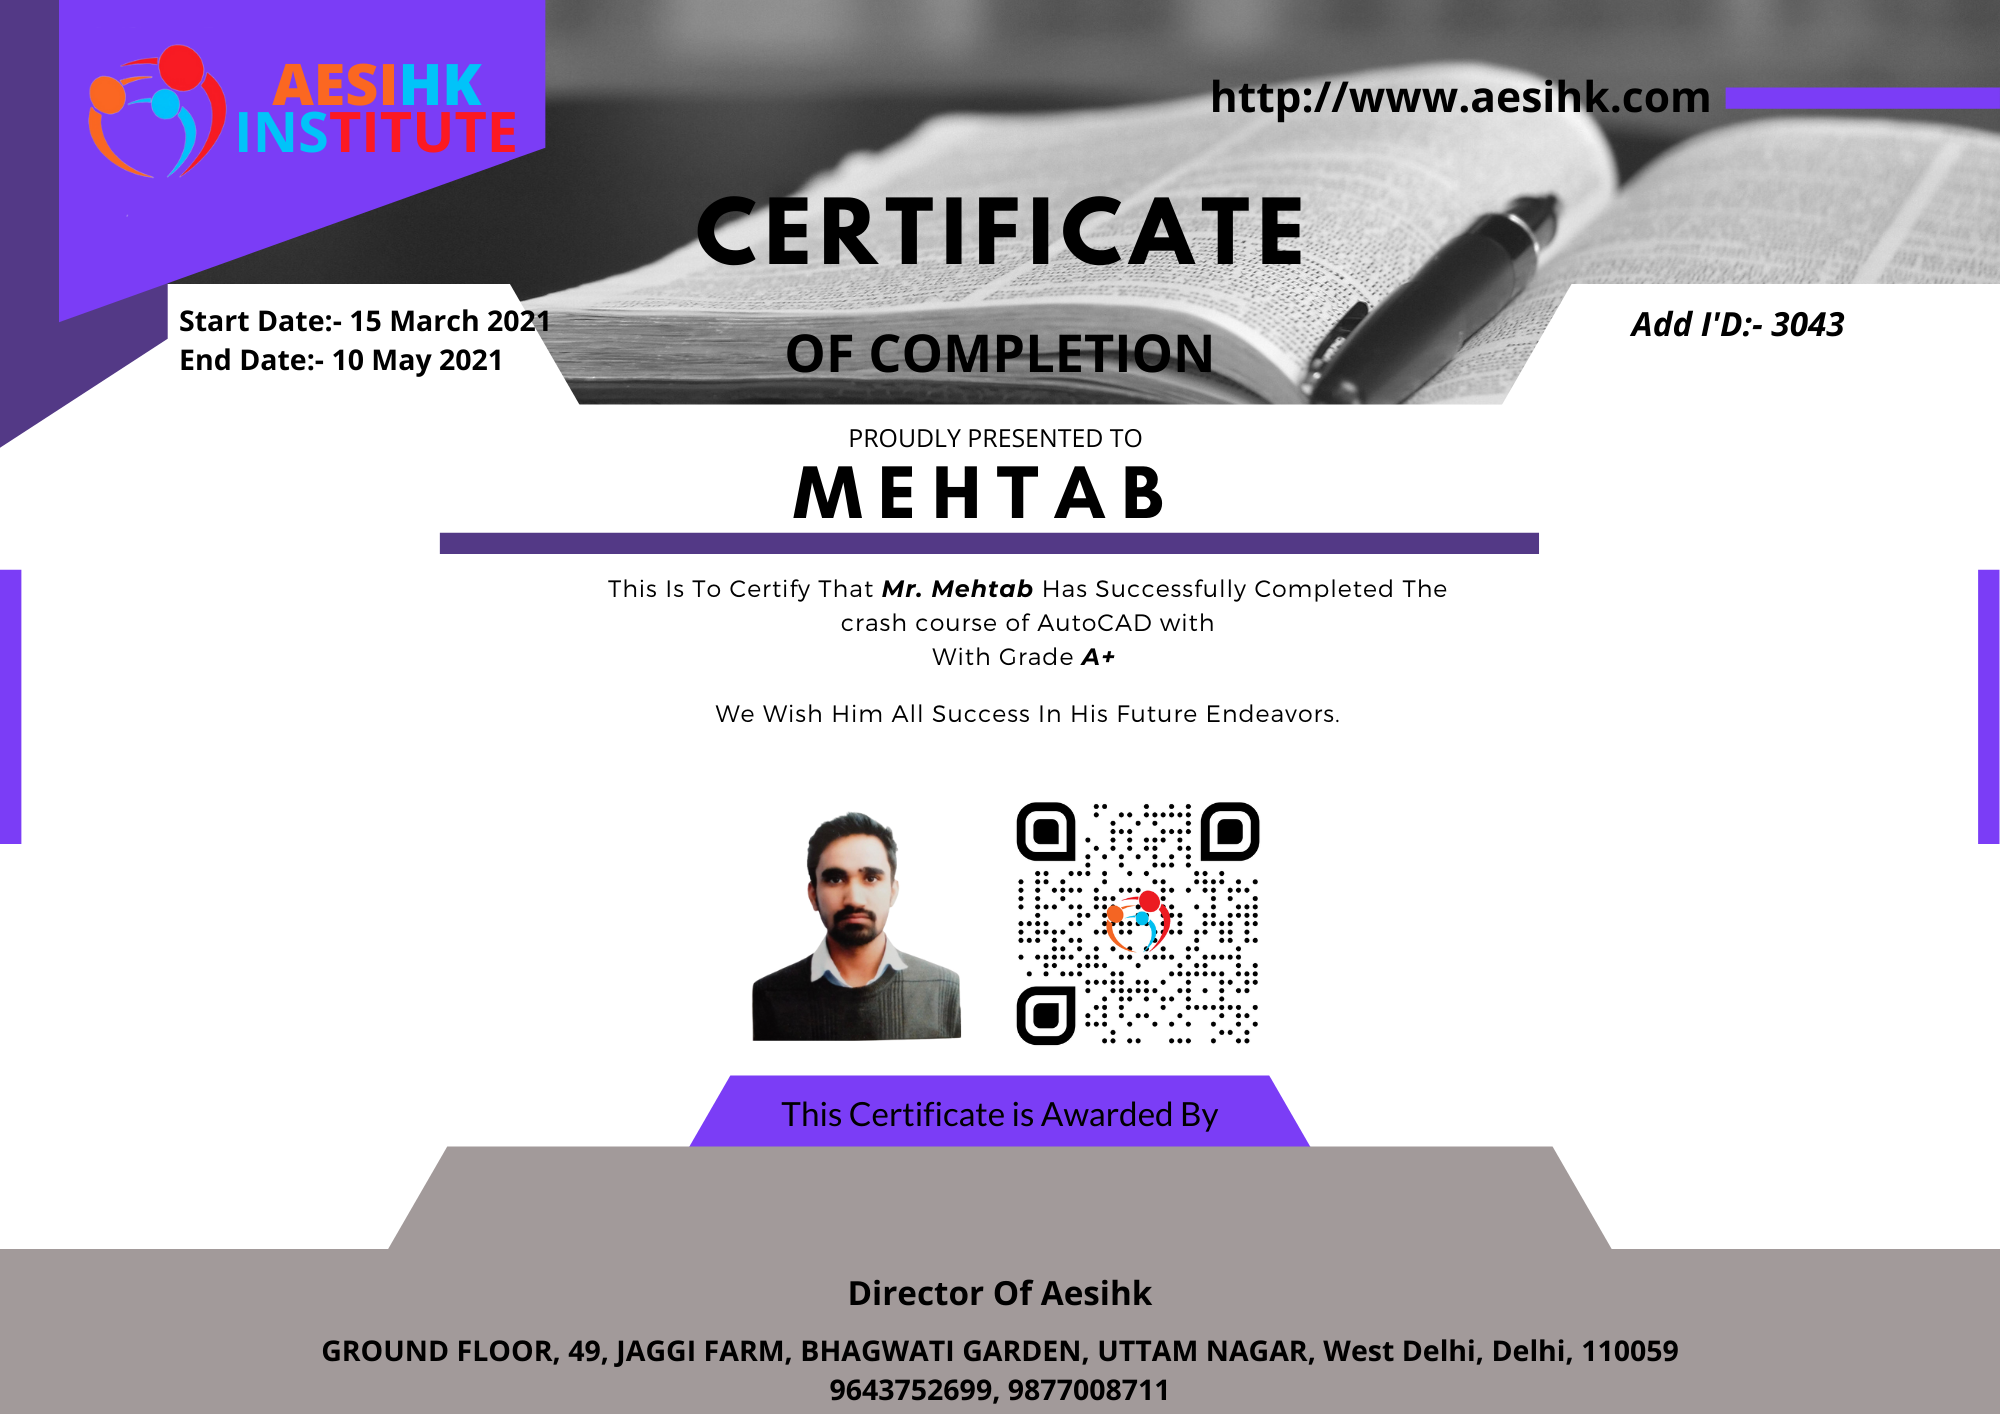 AESIHK
INSTITUTE
http://www.aesihk.com
CERTIFICATE
Start Date:- 15 March 2021
End Date:- 10 May 2021
Add I'D:- 3043
OF COMPLETION
PROUDLY PRESENTED TO
MEHTAB
This Is To Certify That Mr. Mehtab Has Successfully Completed The
crash course of AutoCAD with
With Grade A+
We Wish Him All Success In His Future Endeavors.
This Certificate is Awarded By
Director Of Aesihk
GROUND FLOOR, 49, JAGGI FARM, BHAGWATI GARDEN, UTTAM NAGAR, West Delhi, Delhi, 110059
9643752699, 9877008711